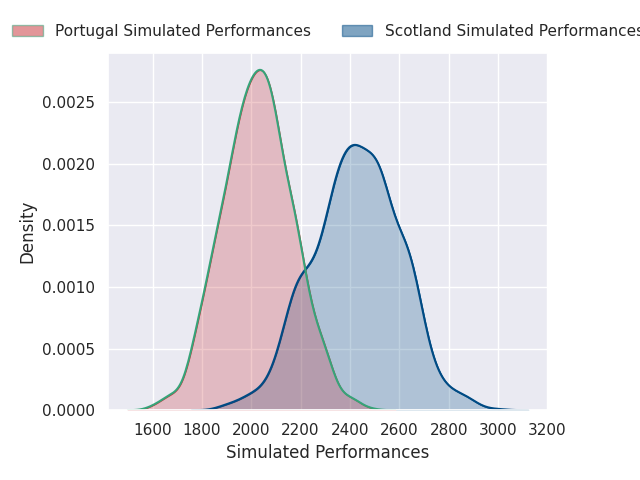 Portugal Simulated Performances Scotland Simulated Performances
0.0025
0.0020
0.0015
0.0010
0.0005
0.0000
Density
1600 1800 2000 2200 2400 2600 2800 3000 3200
Simulated Performances